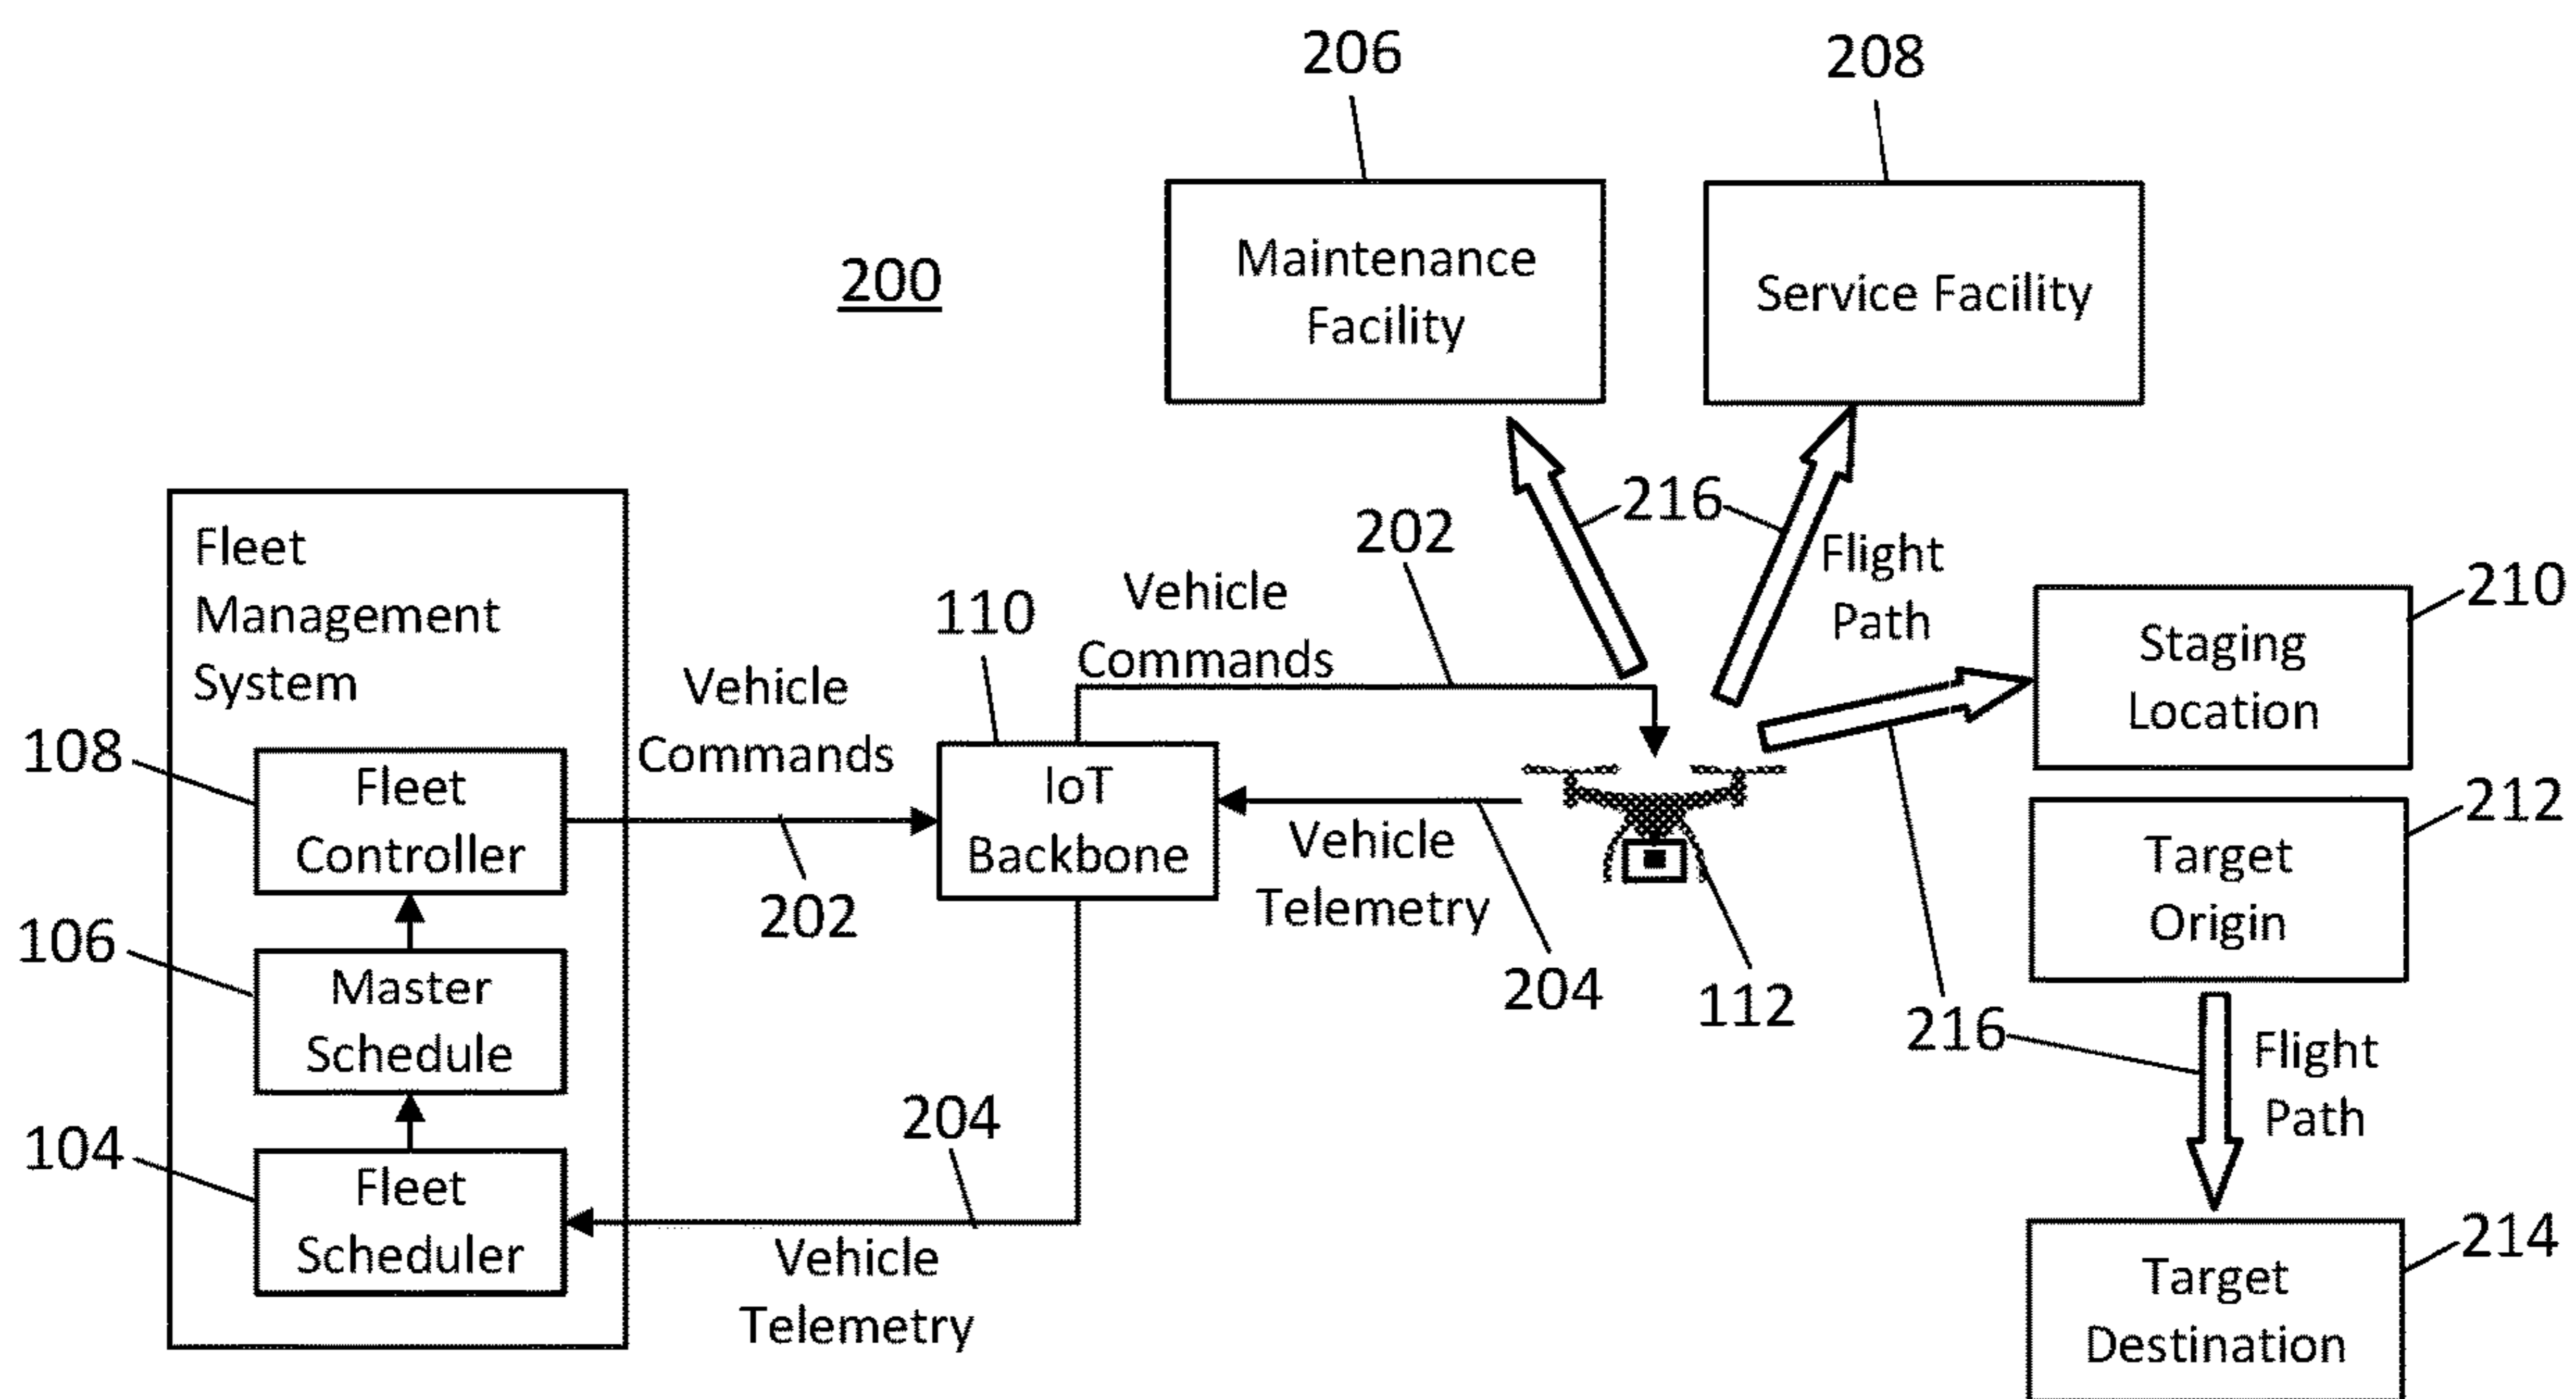 206
208
Maintenance
Facility
Service Facility
200
216
202
Flight
Path
Fleet
Management
System
Vehicle
Commands
110
Vehicle
Commands
210
Staging
Location
108
Fleet
Controller
IoT
Backbone
Vehicle
Telemetry
212
Target
Origin
202
204
112
216
106
Master
Schedule
Flight
Path
204
104
Fleet
Scheduler
Vehicle
Telemetry
214
Target
Destination